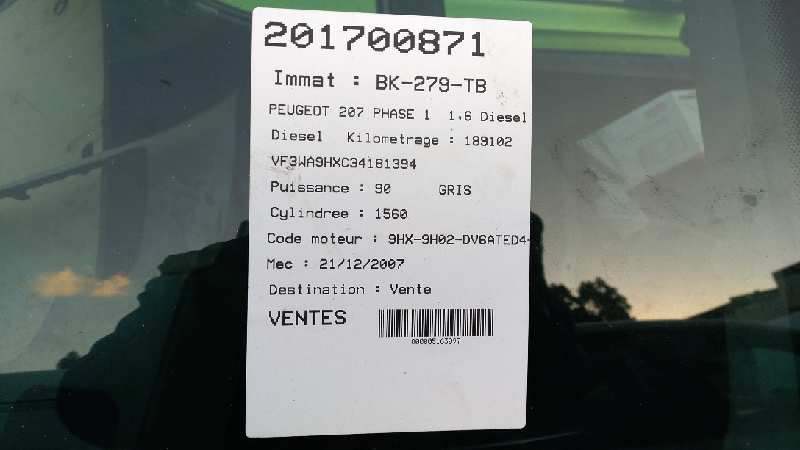 201700871
Immat : BK-279-TB
PEUGEOT 207 PHASE 1 1.6 Diesel
Diesel Kilometrage : 189102
VF3WA9HXC34181394
Puissance : 90 GRIS
Cylindree : 1560
Code moteur : 9HX-9H02-DV6ATED4-
Mec : 21/12/2007
Destination : Vente
VENTES